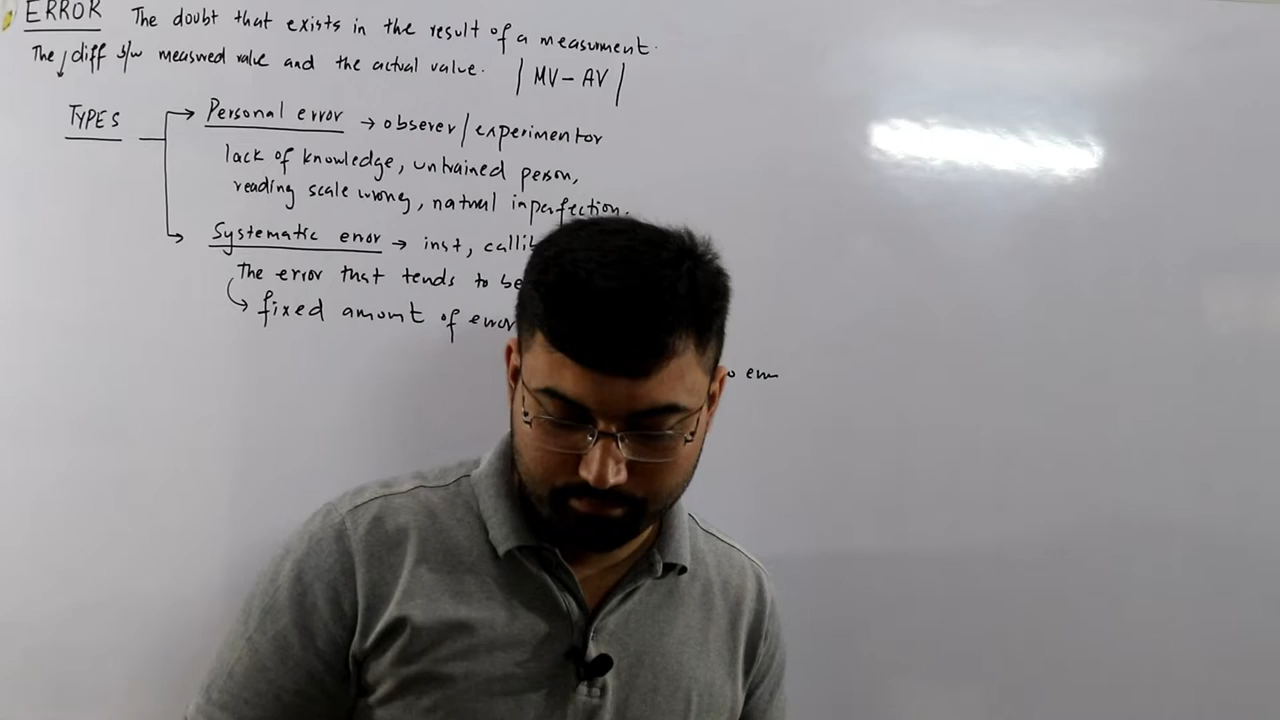 ERROR The doubt that exists in the result of a measurment.
The diff b/w measured value and the actual value. | MV – AV |
TYPES
Personal error → observer/experimentor
lack of knowledge, untrained person,
reading scale wrong, natural inperfection.
Systematic error → inst, callib
The error that tends to be
fixed amount of error